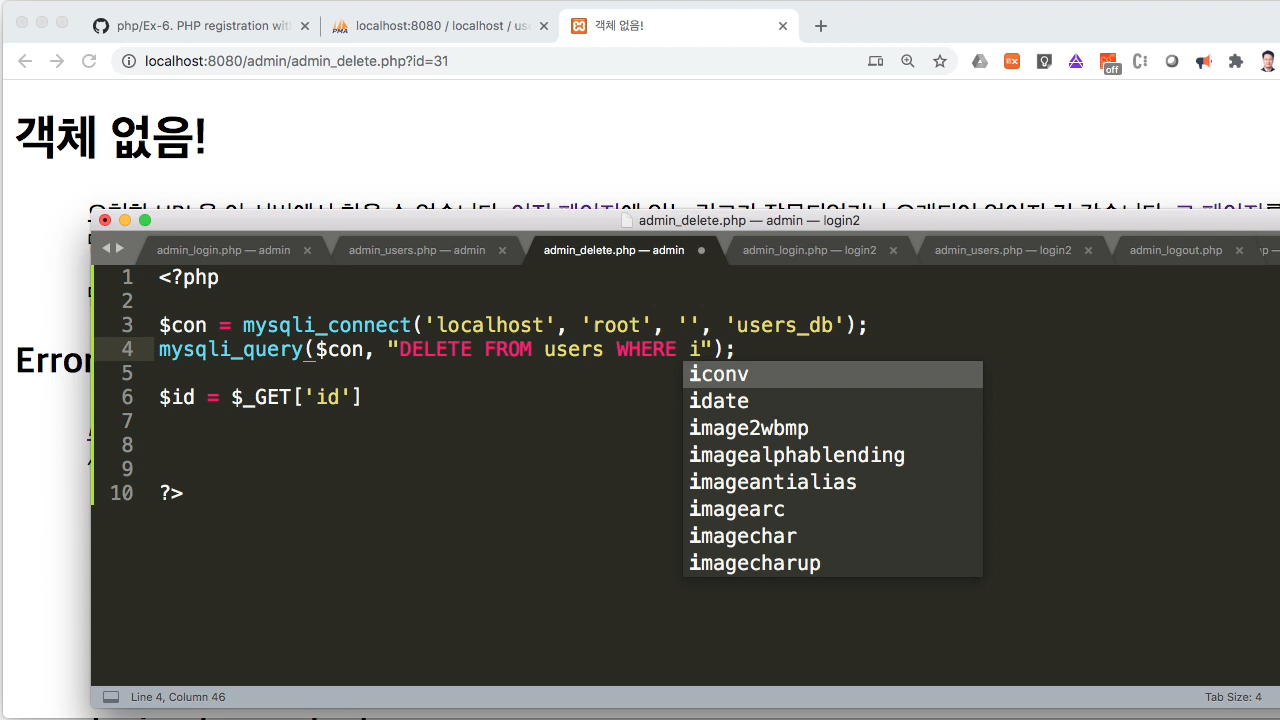 php/Ex-6. PHP registration wit
localhost:8080 / localhost / use
객체 없음!
localhost:8080/admin/admin_delete.php?id=31
off
객체 없음!
Error
admin_delete.php — admin — login2
admin_login.php — admin
admin_users.php — admin
admin_delete.php — admin
admin_login.php — login2
admin_users.php — login2
admin_logout.php
1 <?php
2
3 $con = mysqli_connect('localhost', 'root', '', 'users_db');
4 mysqli_query($con, "DELETE FROM users WHERE i");
5
6 $id = $_GET['id']
7
8
9
10 ?>
iconv
idate
image2wbmp
imagealphablending
imageantialias
imagearc
imagechar
imagecharup
Line 4, Column 46
Tab Size: 4